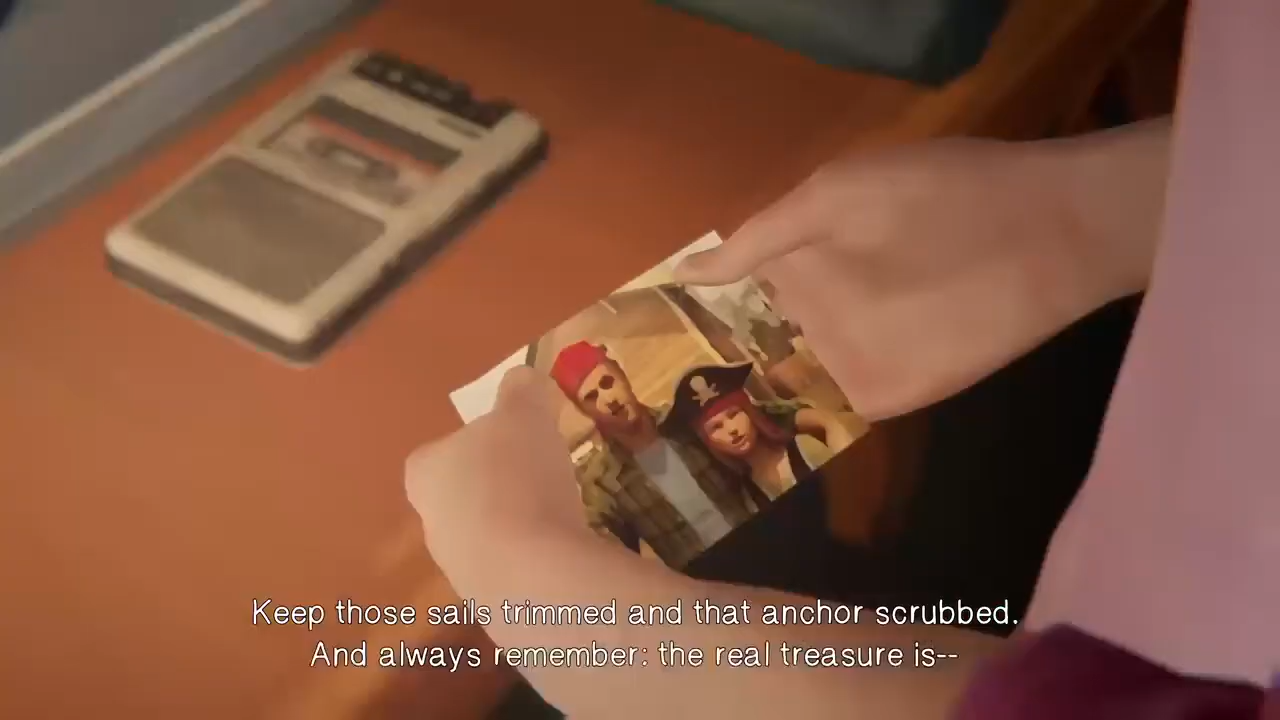 Keep those sails trimmed and that anchor scrubbed.
And always remember: the real treasure is--